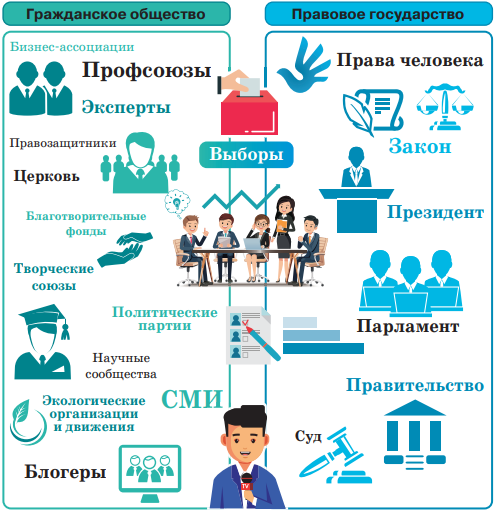 Гражданское общество
Правовое государство
Бизнес-ассоциации
Профсоюзы
Эксперты
Правозащитники
Церковь
Благотворительные
фонды
Творческие
союзы
Политические
партии
Научные
сообщества
Экологические
организации
и движения
СМИ
Блогеры
Выборы
TV
Права человека
Закон
Президент
Парламент
Правительство
Суд